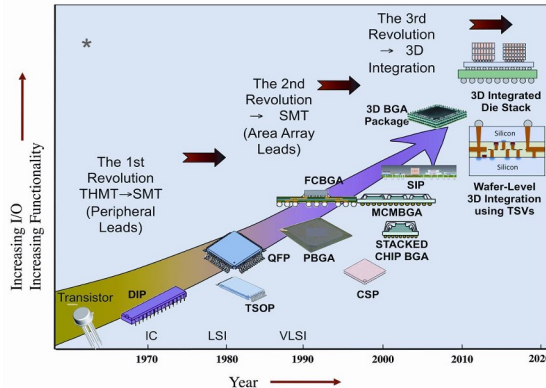 *
The 1st
Revolution
THMT→SMT
(Peripheral
Leads)
The 2nd
Revolution
→ SMT
(Area Array
Leads)
The 3rd
Revolution
→ 3D
Integration
3D Integrated
Die Stack
3D BGA
Package
Silicon
Silicon
Wafer-Level
3D Integration
using TSVs
FCBGA
SIP
MCMBGA
QFP
PBGA
STACKED
CHIP BGA
Transistor
DIP
TSOP
CSP
IC
LSI
VLSI
1970
1980
1990
2000
2010
202
Year
Increasing I/O
Increasing Functionality